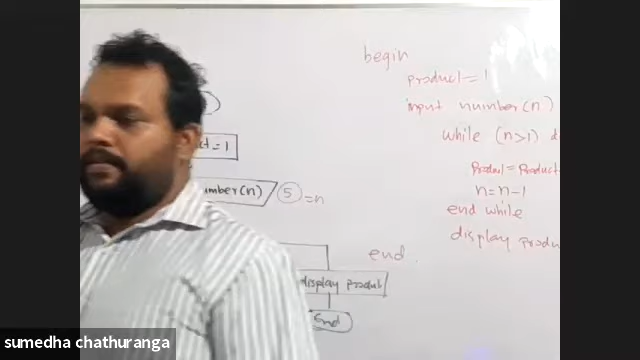 begin
product = 1
input number(n)
while (n>1) d
Product = Product
n = n-1
end while
display produ
end.
ct = 1
number(n)
5 = n
display product
End
sumedha chathuranga